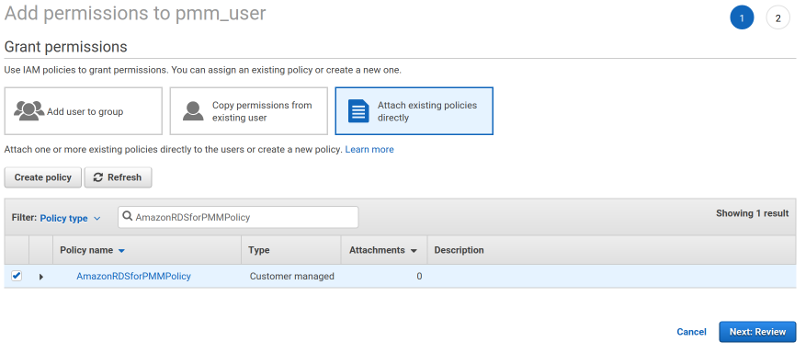 Add permissions to pmm_user
1
2
Grant permissions
Use IAM policies to grant permissions. You can assign an existing policy or create a new one.
Add user to group
Copy permissions from
existing user
Attach existing policies
directly
Attach one or more existing policies directly to the users or create a new policy. Learn more
Create policy
Refresh
Filter: Policy type
AmazonRDSforPMMPolicy
Showing 1 result
Policy name
Type
Attachments
Description
AmazonRDSforPMMPolicy
Customer managed
0
Cancel
Next: Review